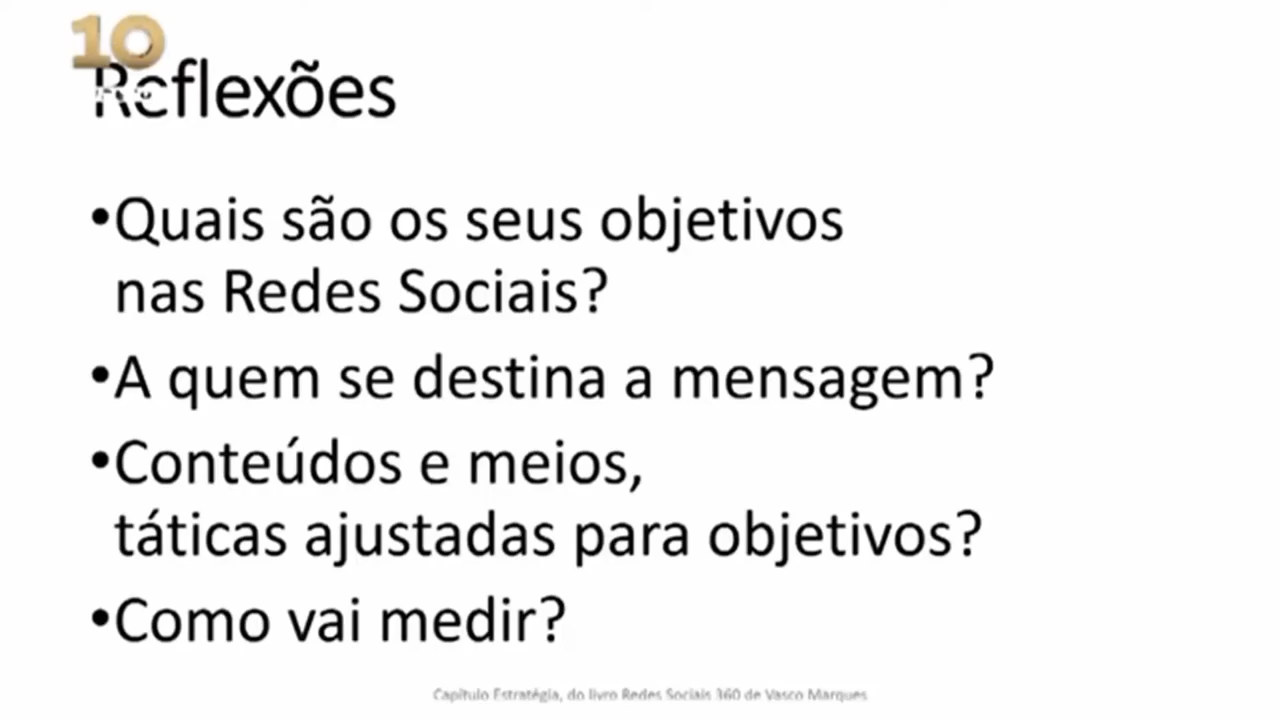 10
Reflexões
•Quais são os seus objetivos
nas Redes Sociais?
•A quem se destina a mensagem?
•Conteúdos e meios,
táticas ajustadas para objetivos?
•Como vai medir?
Capítulo Estratégia, do livro Redes Sociais 360 de Vasco Marques